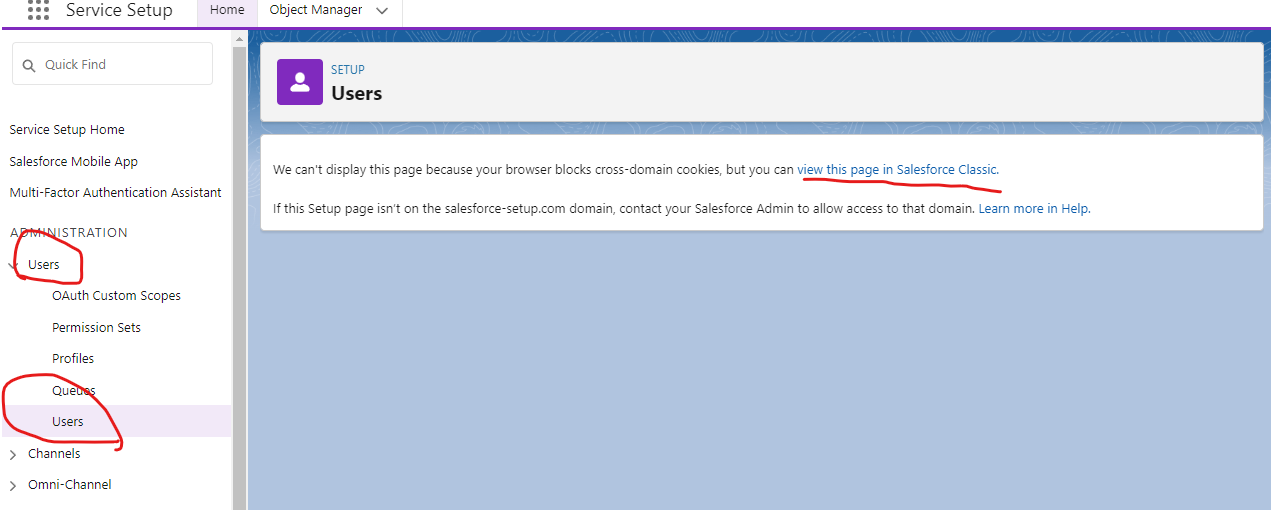 Service Setup Home Object Manager
Quick Find
Service Setup Home
Salesforce Mobile App
Multi-Factor Authentication Assistant
ADMINISTRATION
Users
OAuth Custom Scopes
Permission Sets
Profiles
Queues
Users
Channels
Omni-Channel
SETUP
Users
We can't display this page because your browser blocks cross-domain cookies, but you can view this page in Salesforce Classic.
If this Setup page isn't on the salesforce-setup.com domain, contact your Salesforce Admin to allow access to that domain. Learn more in Help.